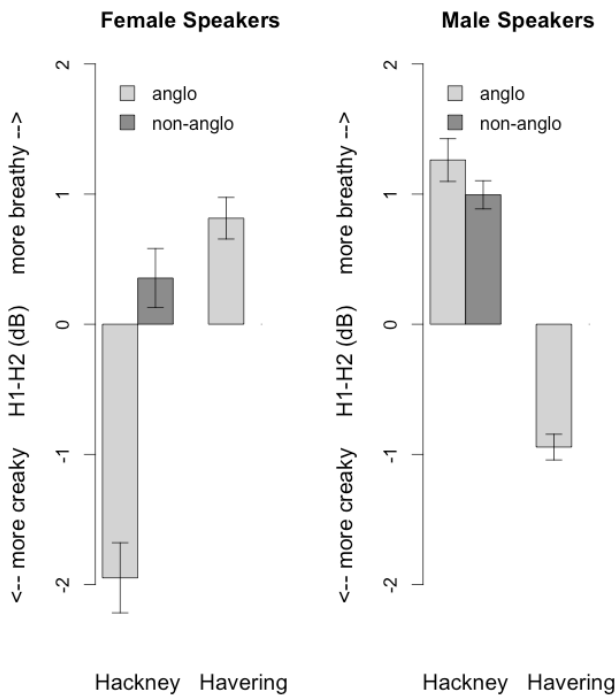 Female Speakers
2
1
0
-1
-2
<-- more creaky H1-H2 (dB) more breathy -->
anglo
non-anglo
Hackney Havering
Male Speakers
2
1
0
-1
-2
<-- more creaky H1-H2 (dB) more breathy -->
anglo
non-anglo
Hackney Havering